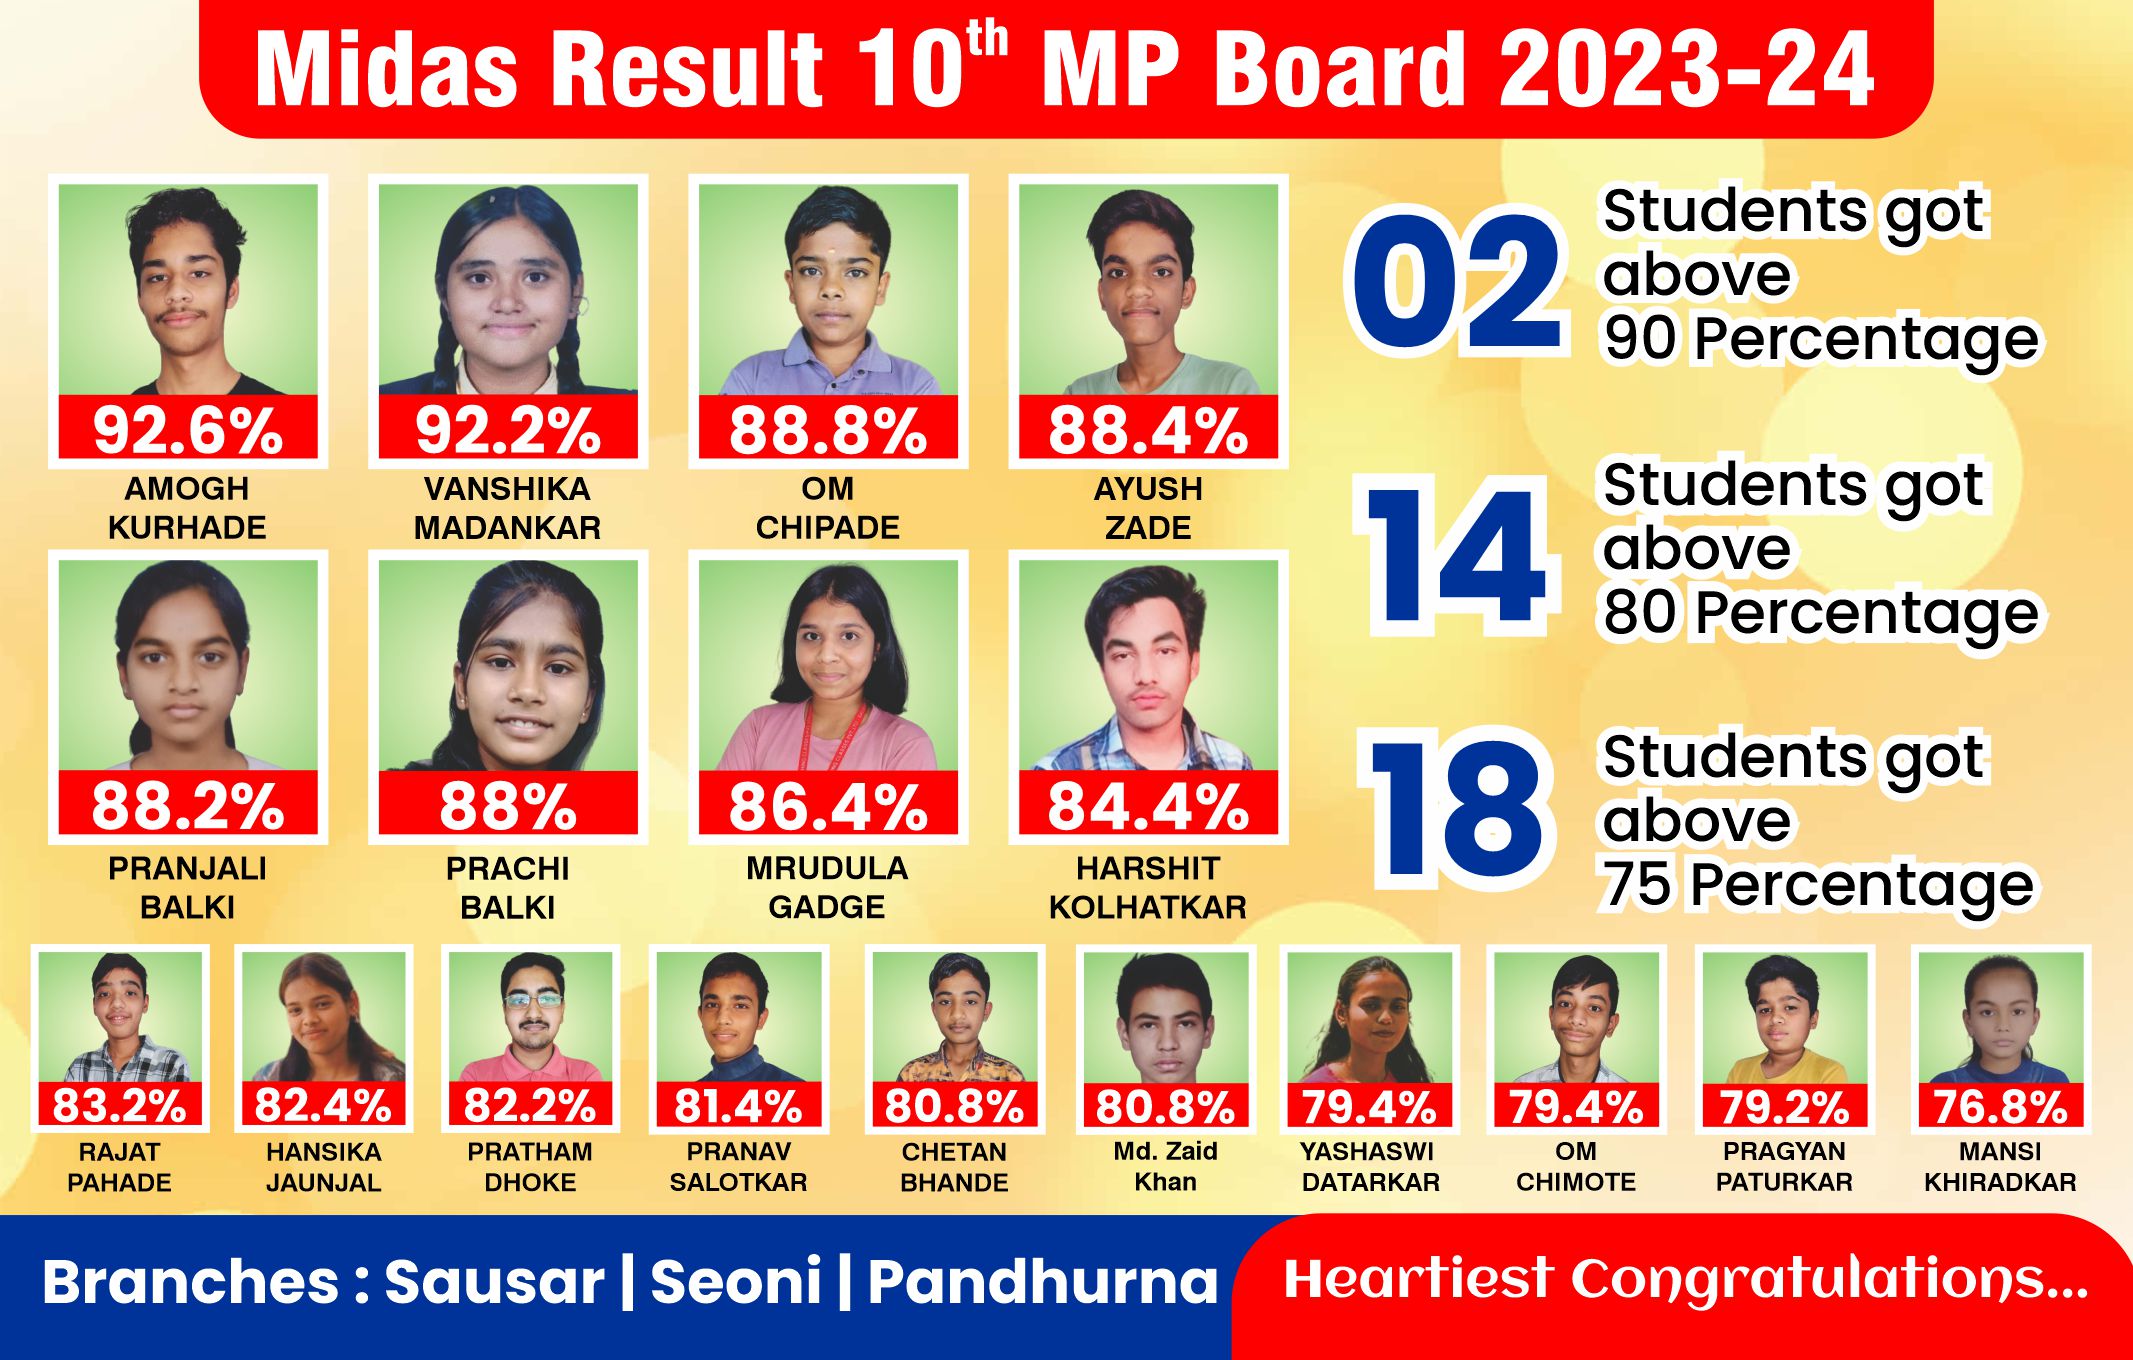 Midas Result 10th MP Board 2023-24
92.6%
AMOGH
KURHADE
92.2%
VANSHIKA
MADANKAR
88.8%
OM
CHIPADE
88.4%
AYUSH
ZADE
02
Students got
above
90 Percentage
88.2%
PRANJALI
BALKI
88%
PRACHI
BALKI
86.4%
MRUDULA
GADGE
84.4%
HARSHIT
KOLHATKAR
14
Students got
above
80 Percentage
18
Students got
above
75 Percentage
83.2%
RAJAT
PAHADE
82.4%
HANSIKA
JAUNJAL
82.2%
PRATHAM
DHOKE
81.4%
PRANAV
SALOTKAR
80.8%
CHETAN
BHANDE
80.8%
Md. Zaid
Khan
79.4%
YASHASWI
DATARKAR
79.4%
OM
CHIMOTE
79.2%
PRAGYAN
PATURKAR
76.8%
MANSI
KHIRADKAR
Branches : Sausar | Seoni | Pandhurna
Heartiest Congratulations...